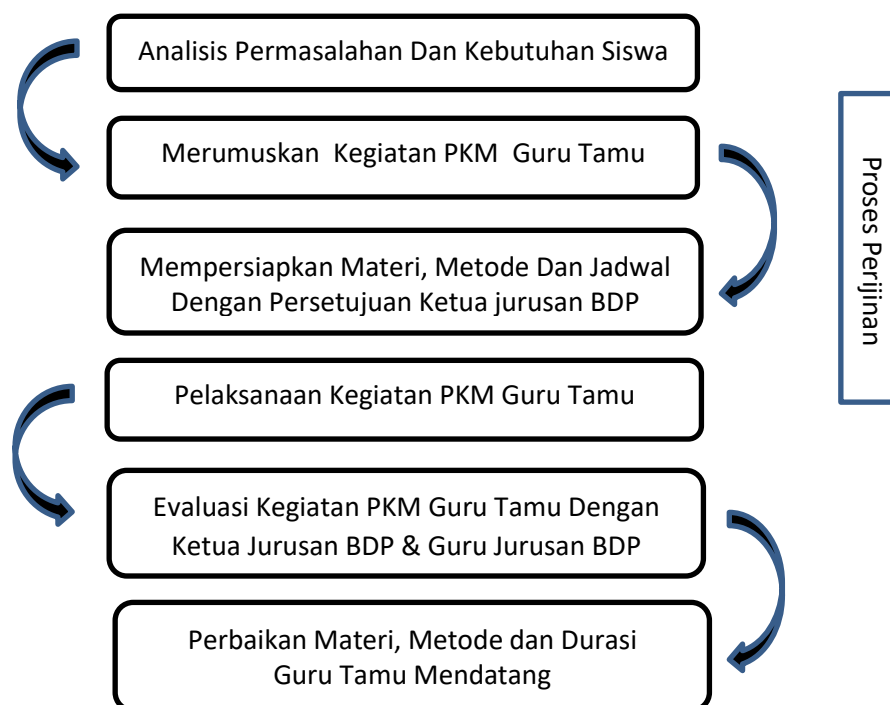 Analisis Permasalahan Dan Kebutuhan Siswa
Merumuskan Kegiatan PKM Guru Tamu
Mempersiapkan Materi, Metode Dan Jadwal
Dengan Persetujuan Ketua jurusan BDP
Pelaksanaan Kegiatan PKM Guru Tamu
Evaluasi Kegiatan PKM Guru Tamu Dengan
Ketua Jurusan BDP & Guru Jurusan BDP
Perbaikan Materi, Metode dan Durasi
Guru Tamu Mendatang
Proses Perijinan